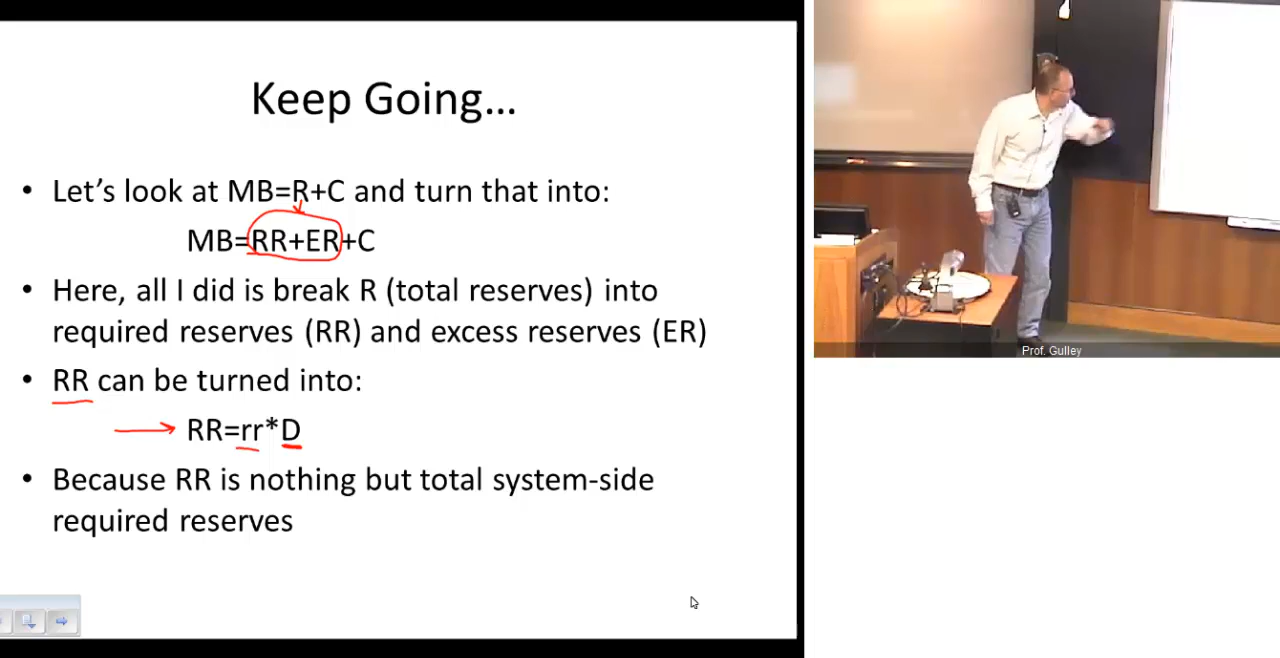 Keep Going...
• Let's look at MB=R+C and turn that into:
MB=RR+ER+C
• Here, all I did is break R (total reserves) into
required reserves (RR) and excess reserves (ER)
• RR can be turned into:
RR=rr*D
• Because RR is nothing but total system-side
required reserves
Prof. Gulley